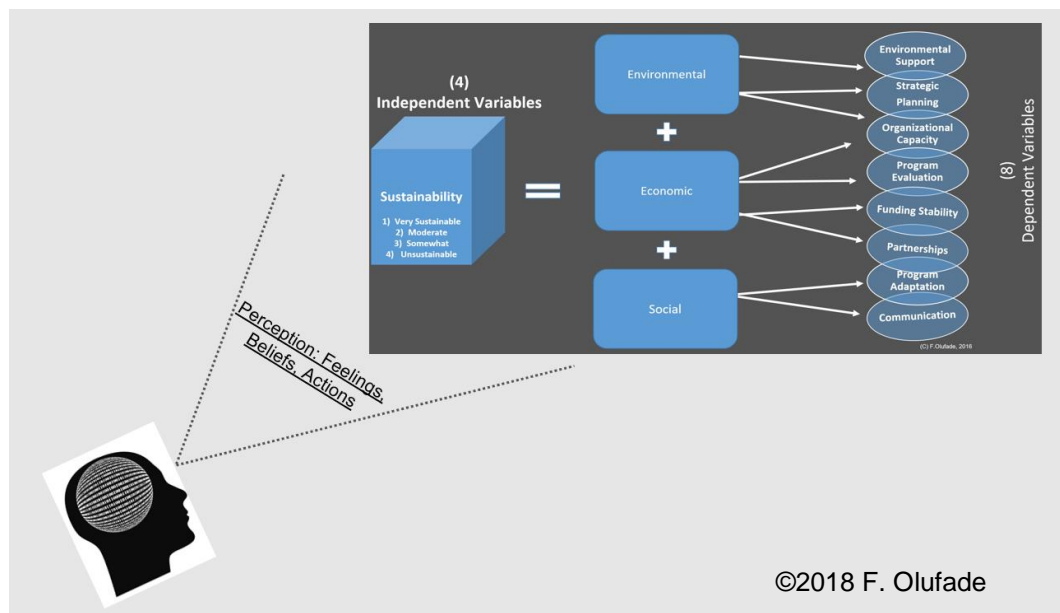 (4)
Independent Variables
Sustainability
1) Very Sustainable
2) Moderate
3) Somewhat
4) Unsustainable
Environmental
Economic
Social
Environmental
Support
Strategic
Planning
Organizational
Capacity
Program
Evaluation
Funding Stability
Partnerships
Program
Adaptation
Communication
(8)
Dependent Variables
(C) F.Olufade, 2016
Perception: Feelings,
Beliefs, Actions
©2018 F. Olufade